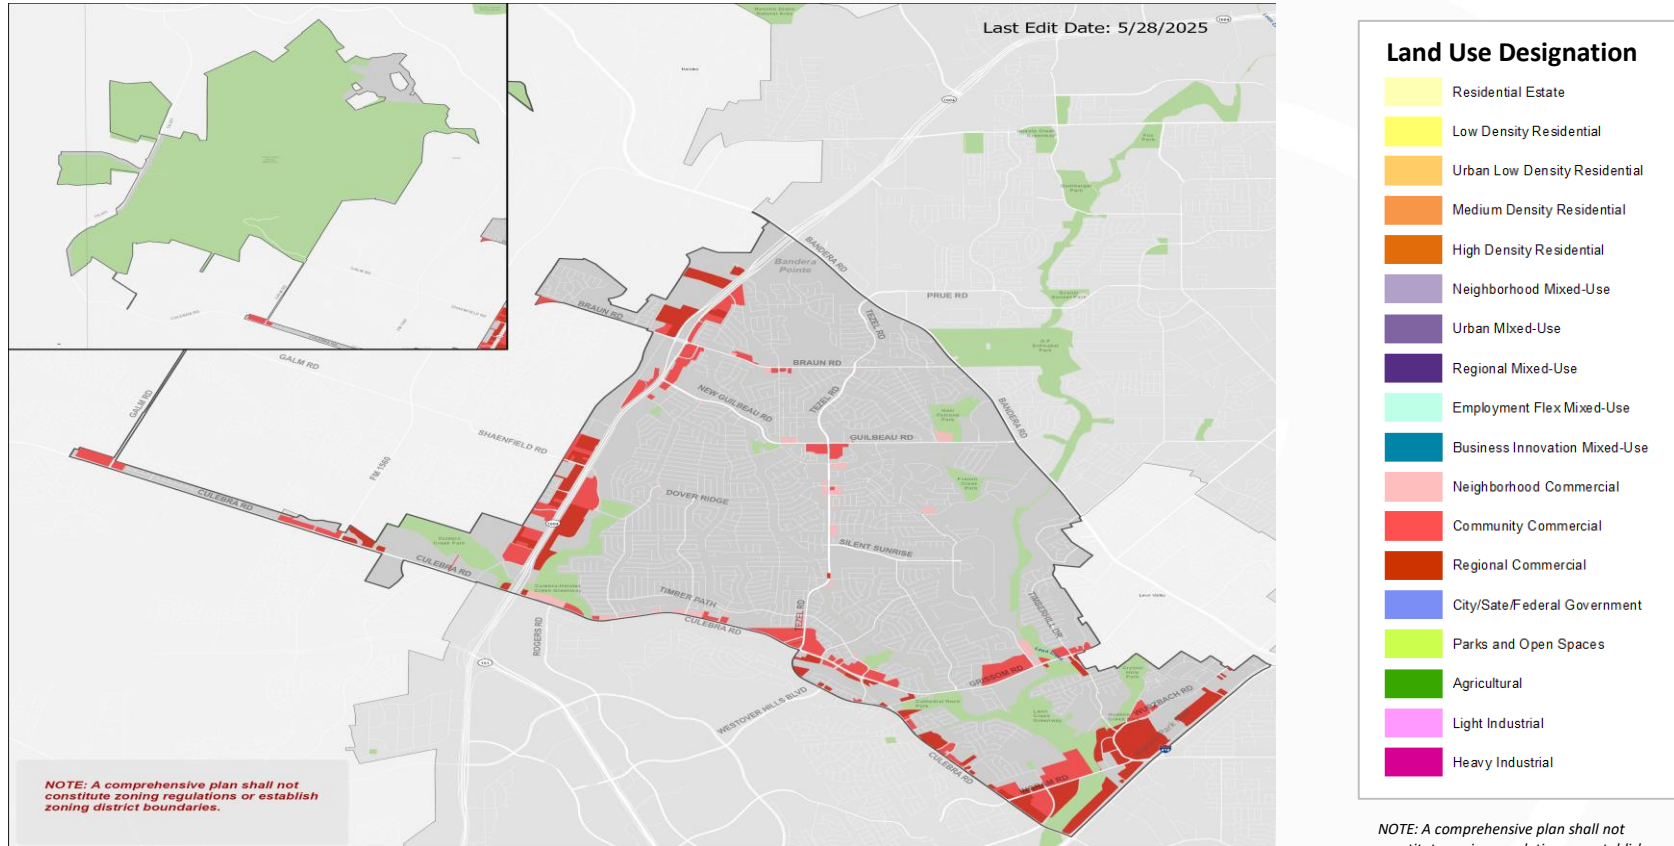 Last Edit Date: 5/28/2025
Bandera
Pointe
BANDERA RD
PRUE RD
TEZEL RD
BRAUN RD
BRAUN RD
GALM RD
GALM RD
NEW GUILBEAU RD
TEZEL RD
BANDERA RD
GUILBEAU RD
SHAENFIELD RD
FM 1560
DOVER RIDGE
CULEBRA RD
SILENT SUNRISE
CULEBRA RD
TIMBER PATH
TEZEL RD
CULEBRA RD
TIMBERHILL DR
ROGERS RD
GRISSOM RD
WESTOVER HILLS BLVD
WURZBACH RD
CULEBRA RD
NOTE: A comprehensive plan shall not
constitute zoning regulations or establish
zoning district boundaries.
Land Use Designation
Residential Estate
Low Density Residential
Urban Low Density Residential
Medium Density Residential
High Density Residential
Neighborhood Mixed-Use
Urban MIxed-Use
Regional Mixed-Use
Employment Flex Mixed-Use
Business Innovation Mixed-Use
Neighborhood Commercial
Community Commercial
Regional Commercial
City/Sate/Federal Government
Parks and Open Spaces
Agricultural
Light Industrial
Heavy Industrial
NOTE: A comprehensive plan shall not